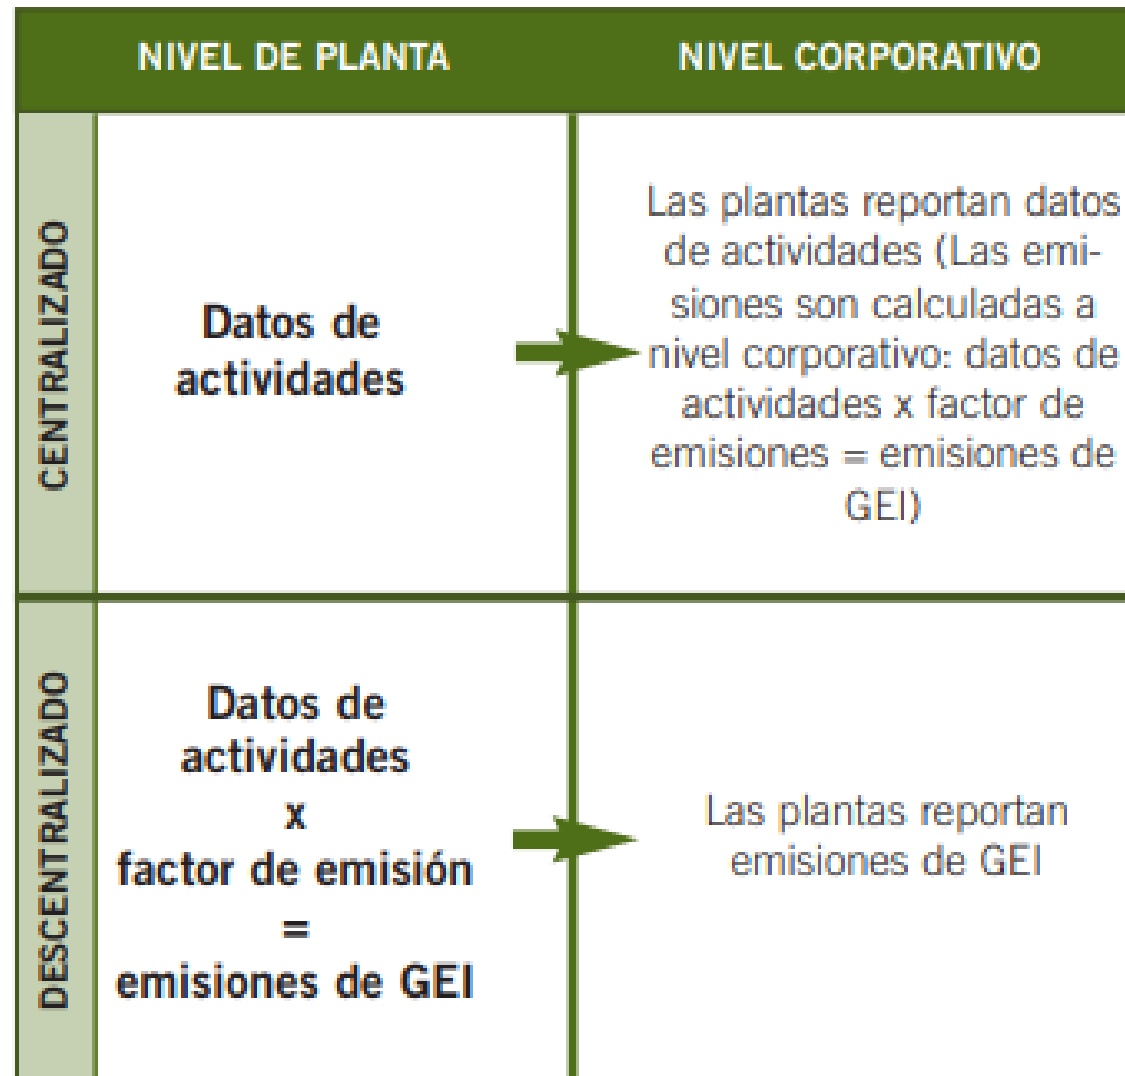 NIVEL DE PLANTA
NIVEL CORPORATIVO
CENTRALIZADO
Datos de
actividades
Las plantas reportan datos
de actividades (Las emi-
siones son calculadas a
nivel corporativo: datos de
actividades x factor de
emisiones = emisiones de
GEI)
DESCENTRALIZADO
Datos de
actividades
x
factor de emisión
=
emisiones de GEI
Las plantas reportan
emisiones de GEI